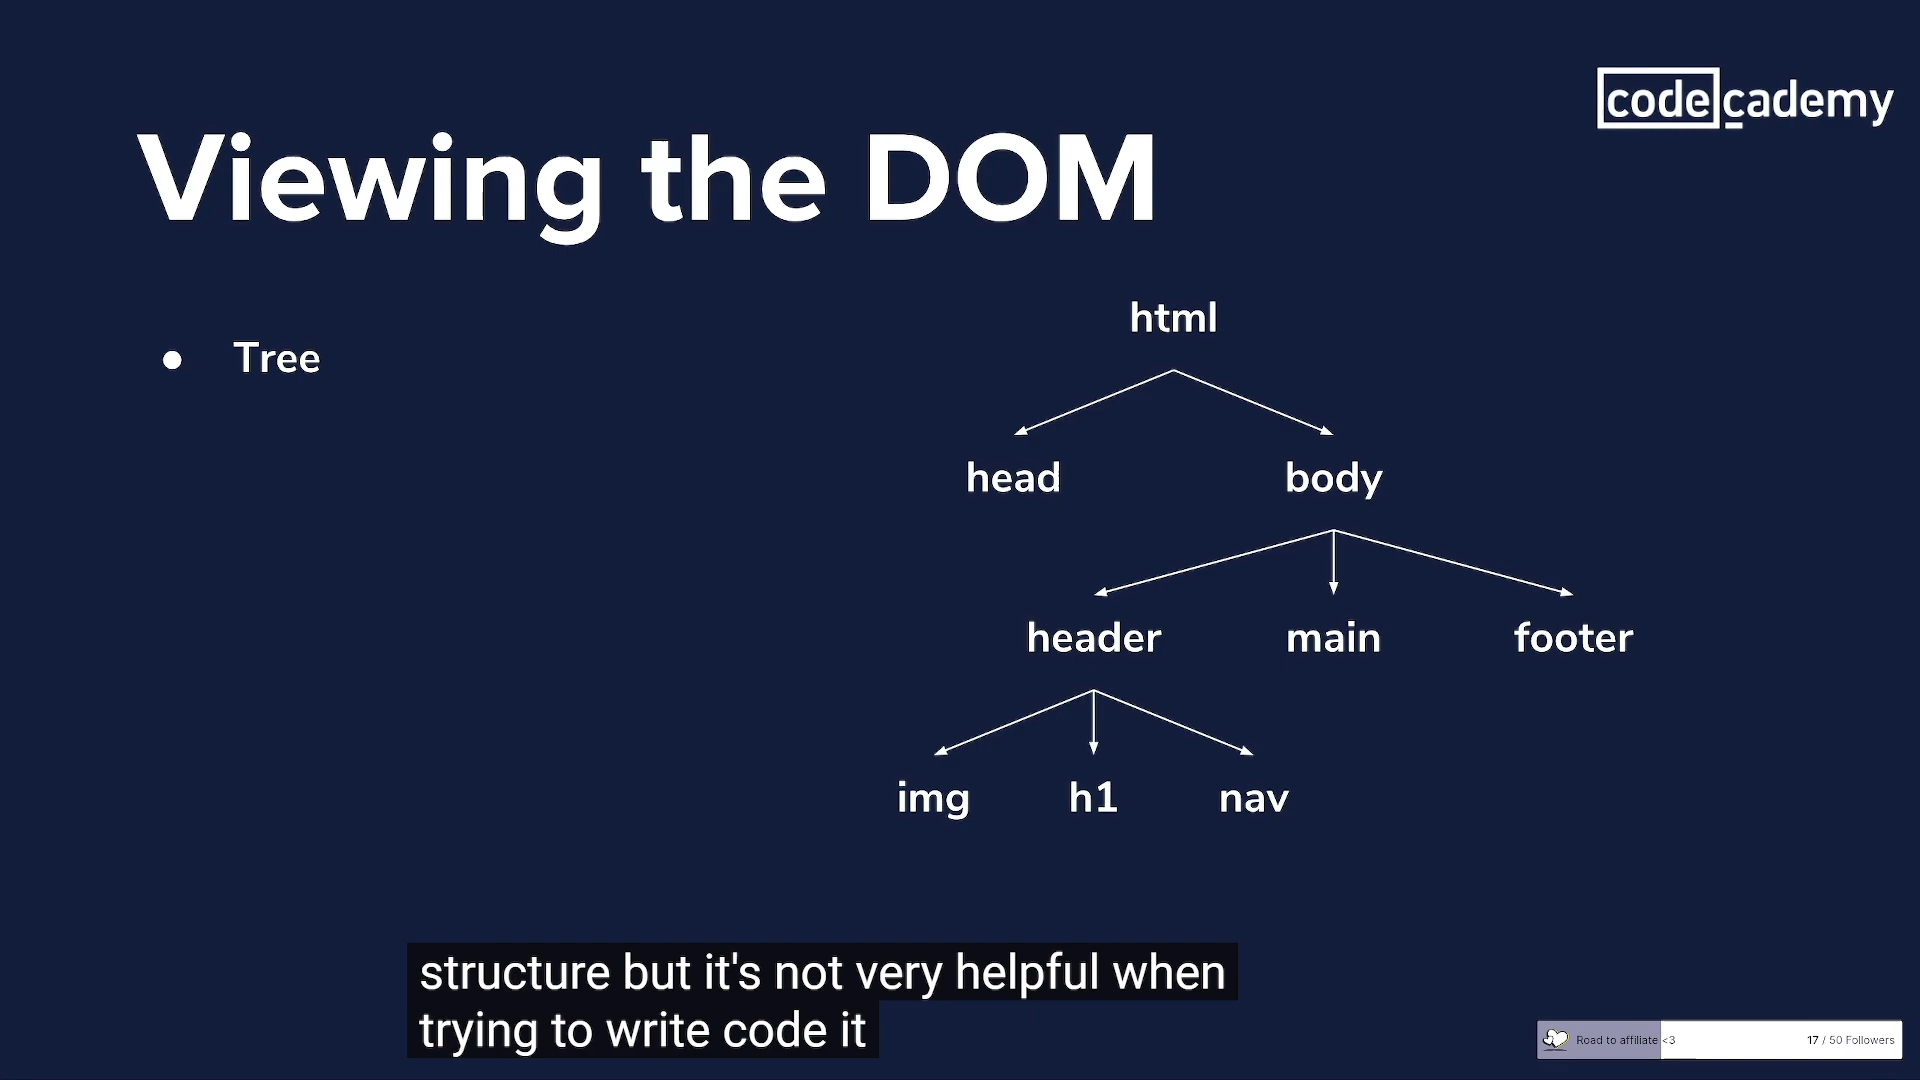 codecademy
Viewing the DOM
● Tree
html
head body
header main footer
img h1 nav
structure but it's not very helpful when
trying to write code it
Road to affiliate <3 17 / 50 Followers